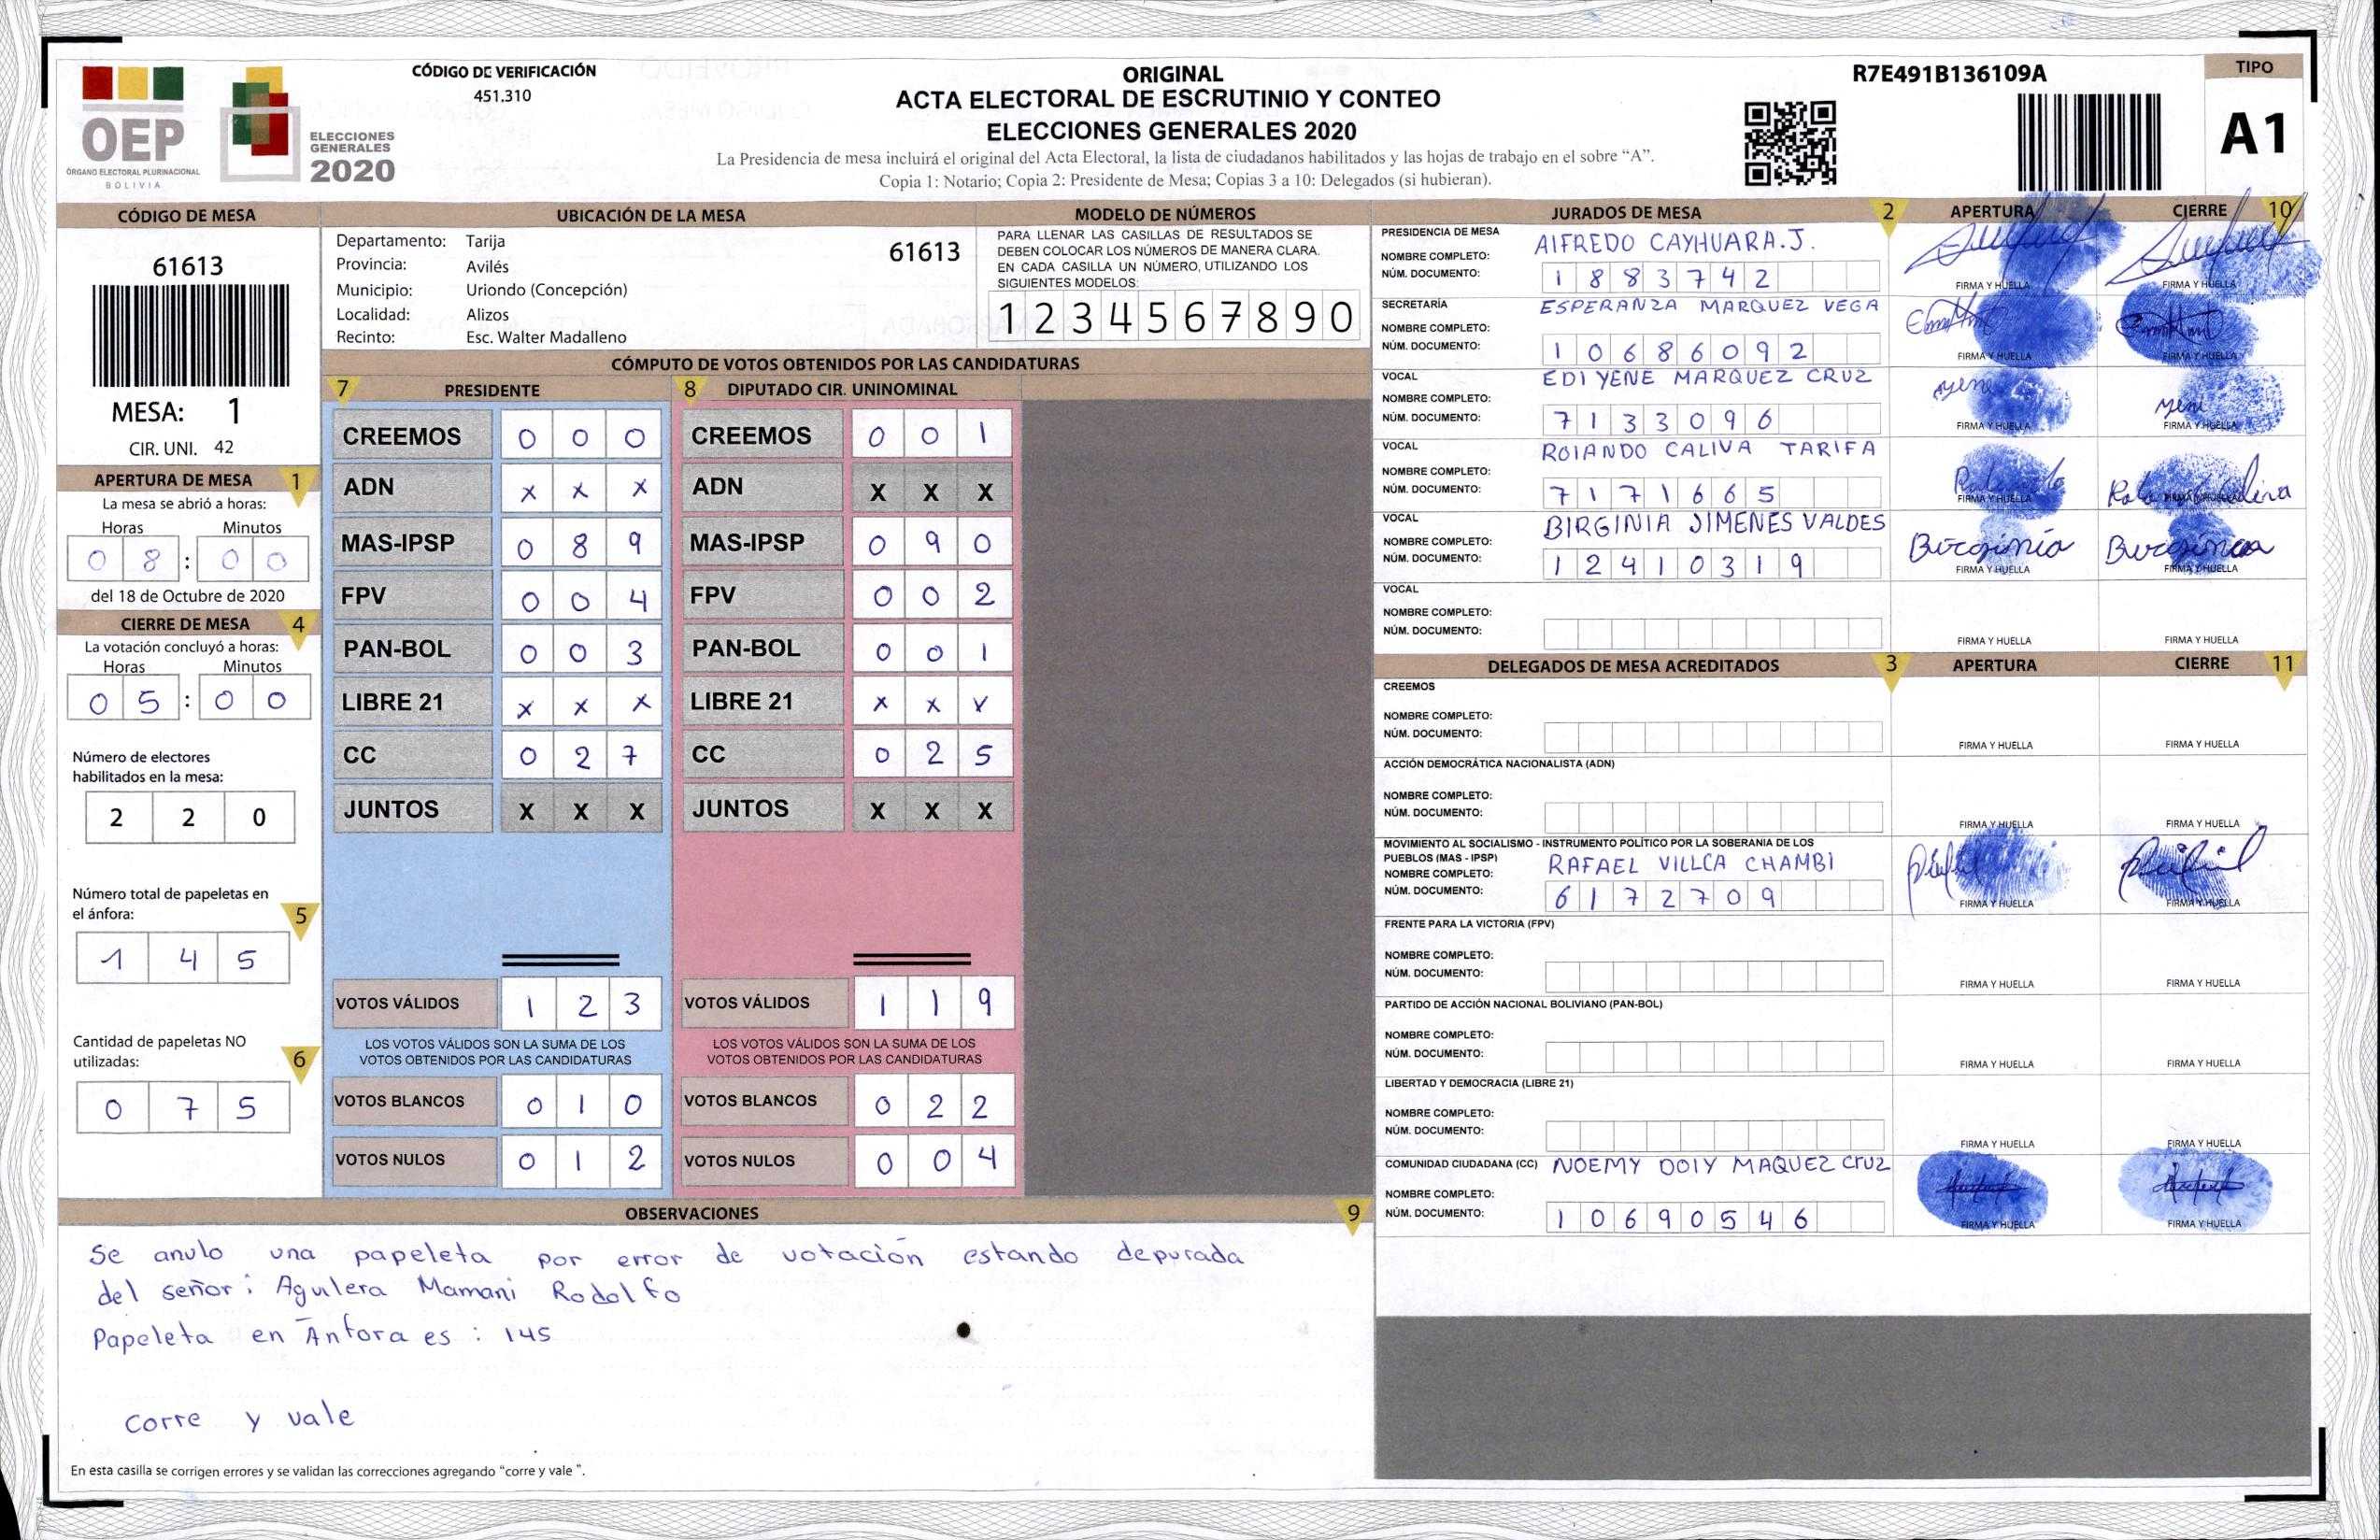 OEP
ÓRGANO ELECTORAL PLURINACIONAL
BOLIVIA
ELECCIONES
GENERALES
2020
CÓDIGO DE VERIFICACIÓN
451.310
ORIGINAL
ACTA ELECTORAL DE ESCRUTINIO Y CONTEO
ELECCIONES GENERALES 2020
La Presidencia de mesa incluirá el original del Acta Electoral, la lista de ciudadanos habilitados y las hojas de trabajo en el sobre “A”.
Copia 1: Notario; Copia 2: Presidente de Mesa; Copias 3 a 10: Delegados (si hubieran).
R7E491B136109A
TIPO
A1
CÓDIGO DE MESA
61613
MESA: 1
CIR. UNI. 42
APERTURA DE MESA 1
La mesa se abrió a horas:
Horas Minutos
0 8 : 0 0
del 18 de Octubre de 2020
CIERRE DE MESA 4
La votación concluyó a horas:
Horas Minutos
0 5 : 0 0
Número de electores
habilitados en la mesa:
2 2 0
Número total de papeletas en
el ánfora: 5
1 4 5
Cantidad de papeletas NO
utilizadas: 6
0 7 5
UBICACIÓN DE LA MESA
Departamento: Tarija 61613
Provincia: Avilés
Municipio: Uriondo (Concepción)
Localidad: Alizos
Recinto: Esc. Walter Madalleno
MODELO DE NÚMEROS
PARA LLENAR LAS CASILLAS DE RESULTADOS SE
DEBEN COLOCAR LOS NÚMEROS DE MANERA CLARA.
EN CADA CASILLA UN NÚMERO, UTILIZANDO LOS
SIGUIENTES MODELOS:
1 2 3 4 5 6 7 8 9 0
CÓMPUTO DE VOTOS OBTENIDOS POR LAS CANDIDATURAS
7 PRESIDENTE 8 DIPUTADO CIR. UNINOMINAL
CREEMOS 0 0 0 CREEMOS 0 0 1
ADN x x x ADN X X X
MAS-IPSP 0 8 9 MAS-IPSP 0 9 0
FPV 0 0 4 FPV 0 0 2
PAN-BOL 0 0 3 PAN-BOL 0 0 1
LIBRE 21 x x x LIBRE 21 x x x
CC 0 2 7 CC 0 2 5
JUNTOS X X X JUNTOS X X X
VOTOS VÁLIDOS 1 2 3 VOTOS VÁLIDOS 1 1 9
LOS VOTOS VÁLIDOS SON LA SUMA DE LOS LOS VOTOS VÁLIDOS SON LA SUMA DE LOS
VOTOS OBTENIDOS POR LAS CANDIDATURAS VOTOS OBTENIDOS POR LAS CANDIDATURAS
VOTOS BLANCOS 0 1 0 VOTOS BLANCOS 0 2 2
VOTOS NULOS 0 1 2 VOTOS NULOS 0 0 4
OBSERVACIONES 9
Se anulo una papeleta por error de votación estando depurada
del señor: Aguilera Mamani Rodolfo
Papeleta en Anfora es : 145
corre y vale
En esta casilla se corrigen errores y se validan las correcciones agregando “corre y vale ”.
JURADOS DE MESA 2 APERTURA CIERRE 10
PRESIDENCIA DE MESA
NOMBRE COMPLETO: AlFREDO CAYHUARA.J.
NÚM. DOCUMENTO: 1 8 8 3 7 4 2
FIRMA Y HUELLA FIRMA Y HUELLA
SECRETARÍA
NOMBRE COMPLETO: ESPERANZA MARQUEZ VEGA
NÚM. DOCUMENTO: 1 0 6 8 6 0 9 2
FIRMA Y HUELLA FIRMA Y HUELLA
VOCAL
NOMBRE COMPLETO: EDIYENE MARQUEZ CRUZ
NÚM. DOCUMENTO: 7 1 3 3 0 9 6
FIRMA Y HUELLA FIRMA Y HUELLA
VOCAL
NOMBRE COMPLETO: ROlANDO CALIVA TARIFA
NÚM. DOCUMENTO: 7 1 7 1 6 6 5
FIRMA Y HUELLA FIRMA Y HUELLA
VOCAL
NOMBRE COMPLETO: BIRGINIA JIMENES VALDES
NÚM. DOCUMENTO: 1 2 4 1 0 3 1 9
FIRMA Y HUELLA FIRMA Y HUELLA
VOCAL
NOMBRE COMPLETO:
NÚM. DOCUMENTO:
FIRMA Y HUELLA FIRMA Y HUELLA
DELEGADOS DE MESA ACREDITADOS 3 APERTURA CIERRE 11
CREEMOS
NOMBRE COMPLETO:
NÚM. DOCUMENTO:
FIRMA Y HUELLA FIRMA Y HUELLA
ACCIÓN DEMOCRÁTICA NACIONALISTA (ADN)
NOMBRE COMPLETO:
NÚM. DOCUMENTO:
FIRMA Y HUELLA FIRMA Y HUELLA
MOVIMIENTO AL SOCIALISMO - INSTRUMENTO POLÍTICO POR LA SOBERANIA DE LOS
PUEBLOS (MAS - IPSP)
NOMBRE COMPLETO: RAFAEL VILLCA CHAMBI
NÚM. DOCUMENTO: 6 1 7 2 7 0 9
FIRMA Y HUELLA FIRMA Y HUELLA
FRENTE PARA LA VICTORIA (FPV)
NOMBRE COMPLETO:
NÚM. DOCUMENTO:
FIRMA Y HUELLA FIRMA Y HUELLA
PARTIDO DE ACCIÓN NACIONAL BOLIVIANO (PAN-BOL)
NOMBRE COMPLETO:
NÚM. DOCUMENTO:
FIRMA Y HUELLA FIRMA Y HUELLA
LIBERTAD Y DEMOCRACIA (LIBRE 21)
NOMBRE COMPLETO:
NÚM. DOCUMENTO:
FIRMA Y HUELLA FIRMA Y HUELLA
COMUNIDAD CIUDADANA (CC) NOEMY DOlY MAQUEZ CruZ
NOMBRE COMPLETO:
NÚM. DOCUMENTO: 1 0 6 9 0 5 4 6
FIRMA Y HUELLA FIRMA Y HUELLA